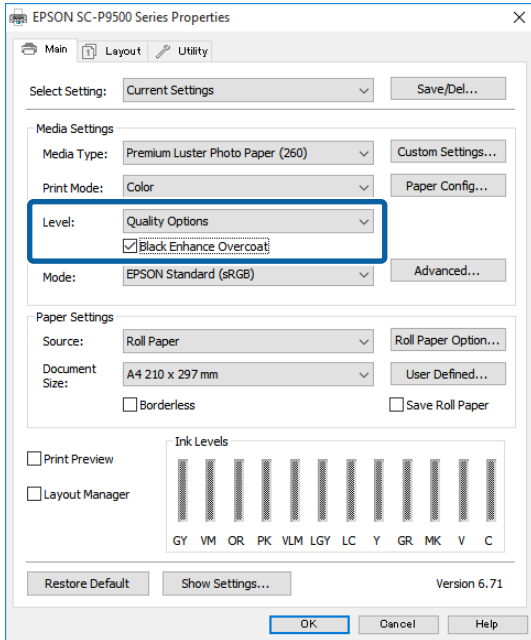 EPSON SC-P9500 Series Properties
Main Layout Utility
Select Setting: Current Settings Save/Del...
Media Settings
Media Type: Premium Luster Photo Paper (260) Custom Settings...
Print Mode: Color Paper Config...
Level: Quality Options
Black Enhance Overcoat
Mode: EPSON Standard (sRGB) Advanced...
Paper Settings
Source: Roll Paper Roll Paper Option...
Document Size: A4 210 x 297 mm User Defined...
Borderless Save Roll Paper
Ink Levels
Print Preview
Layout Manager
GY VM OR PK VLM LGY LC Y GR MK V C
Restore Default Show Settings... Version 6.71
OK Cancel Help